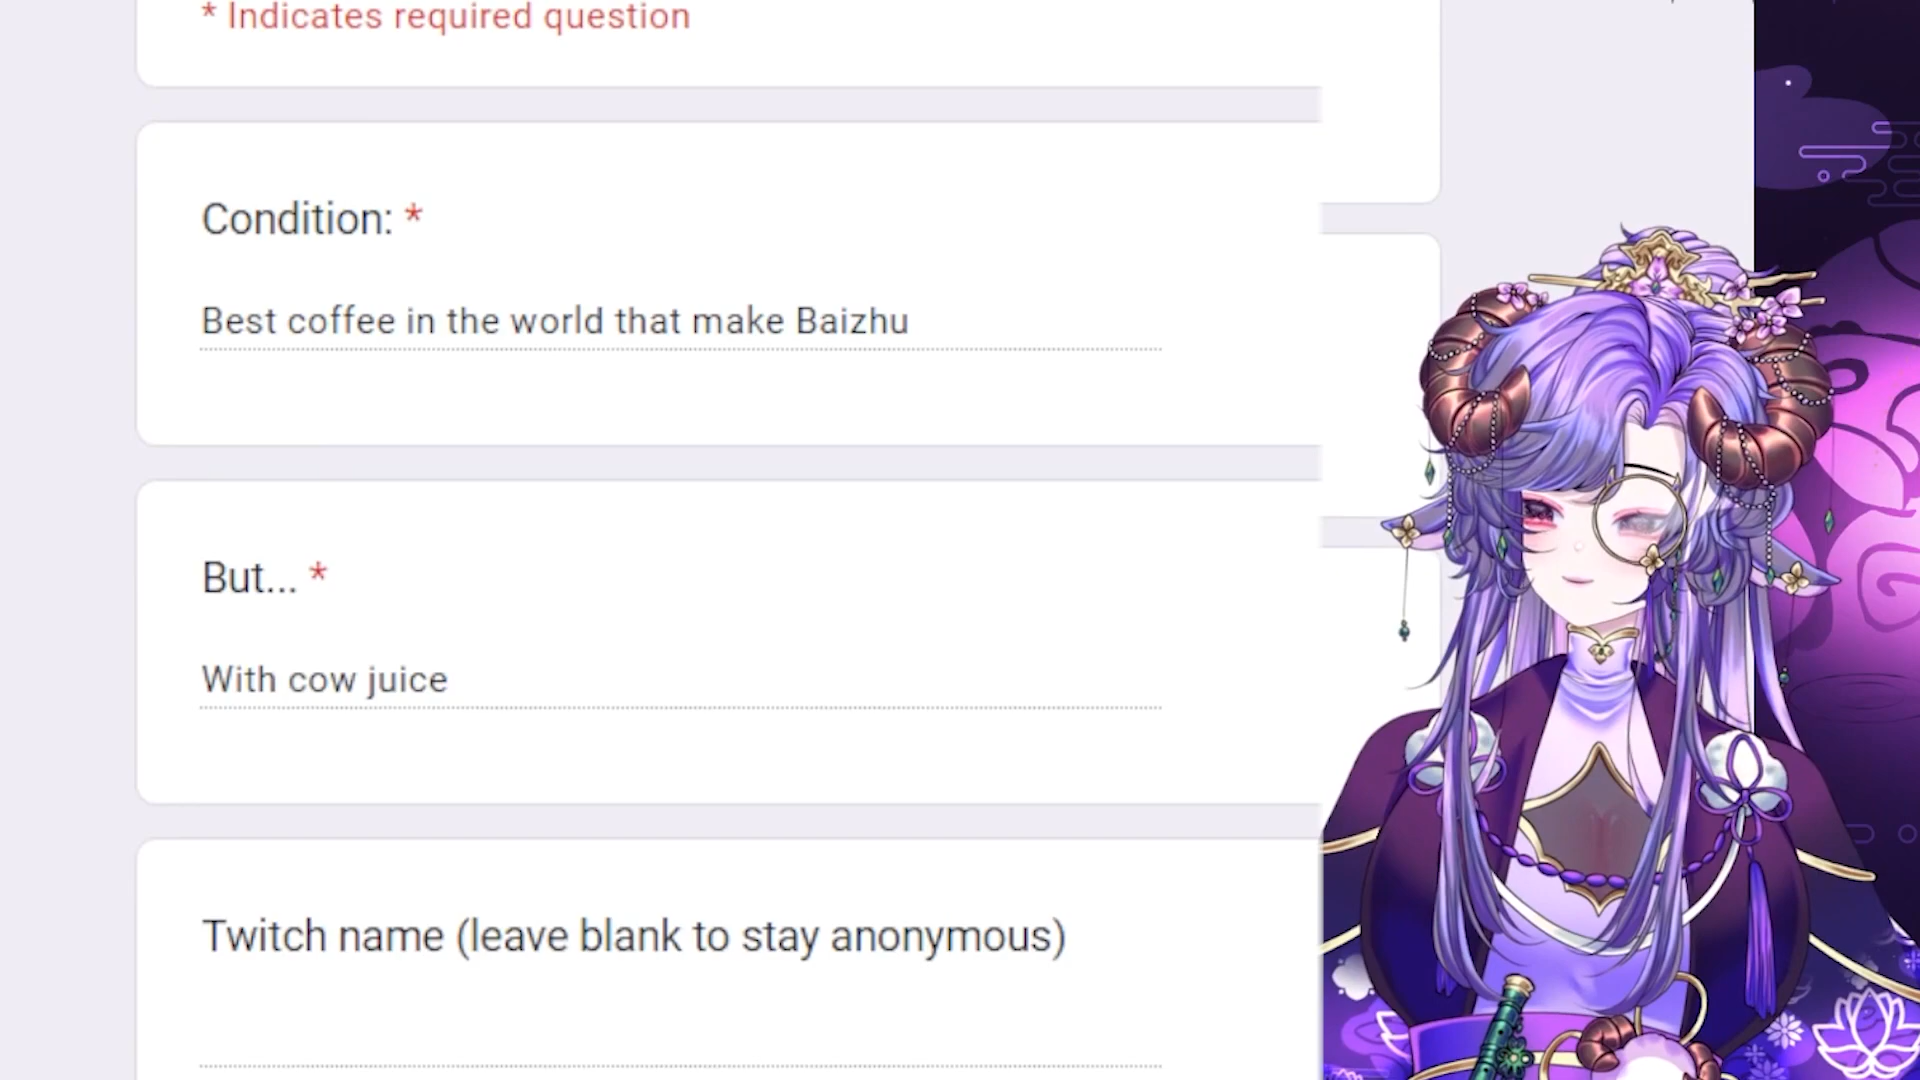 * Indicates required question
Condition: *
Best coffee in the world that make Baizhu
But... *
With cow juice
Twitch name (leave blank to stay anonymous)